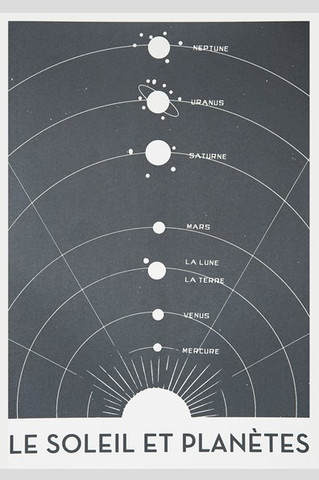 NEPTUNE
URANUS
SATURNE
MARS
LA LUNE
LA TERRE
VENUS
MERCURE
LE SOLEIL ET PLANÈTES